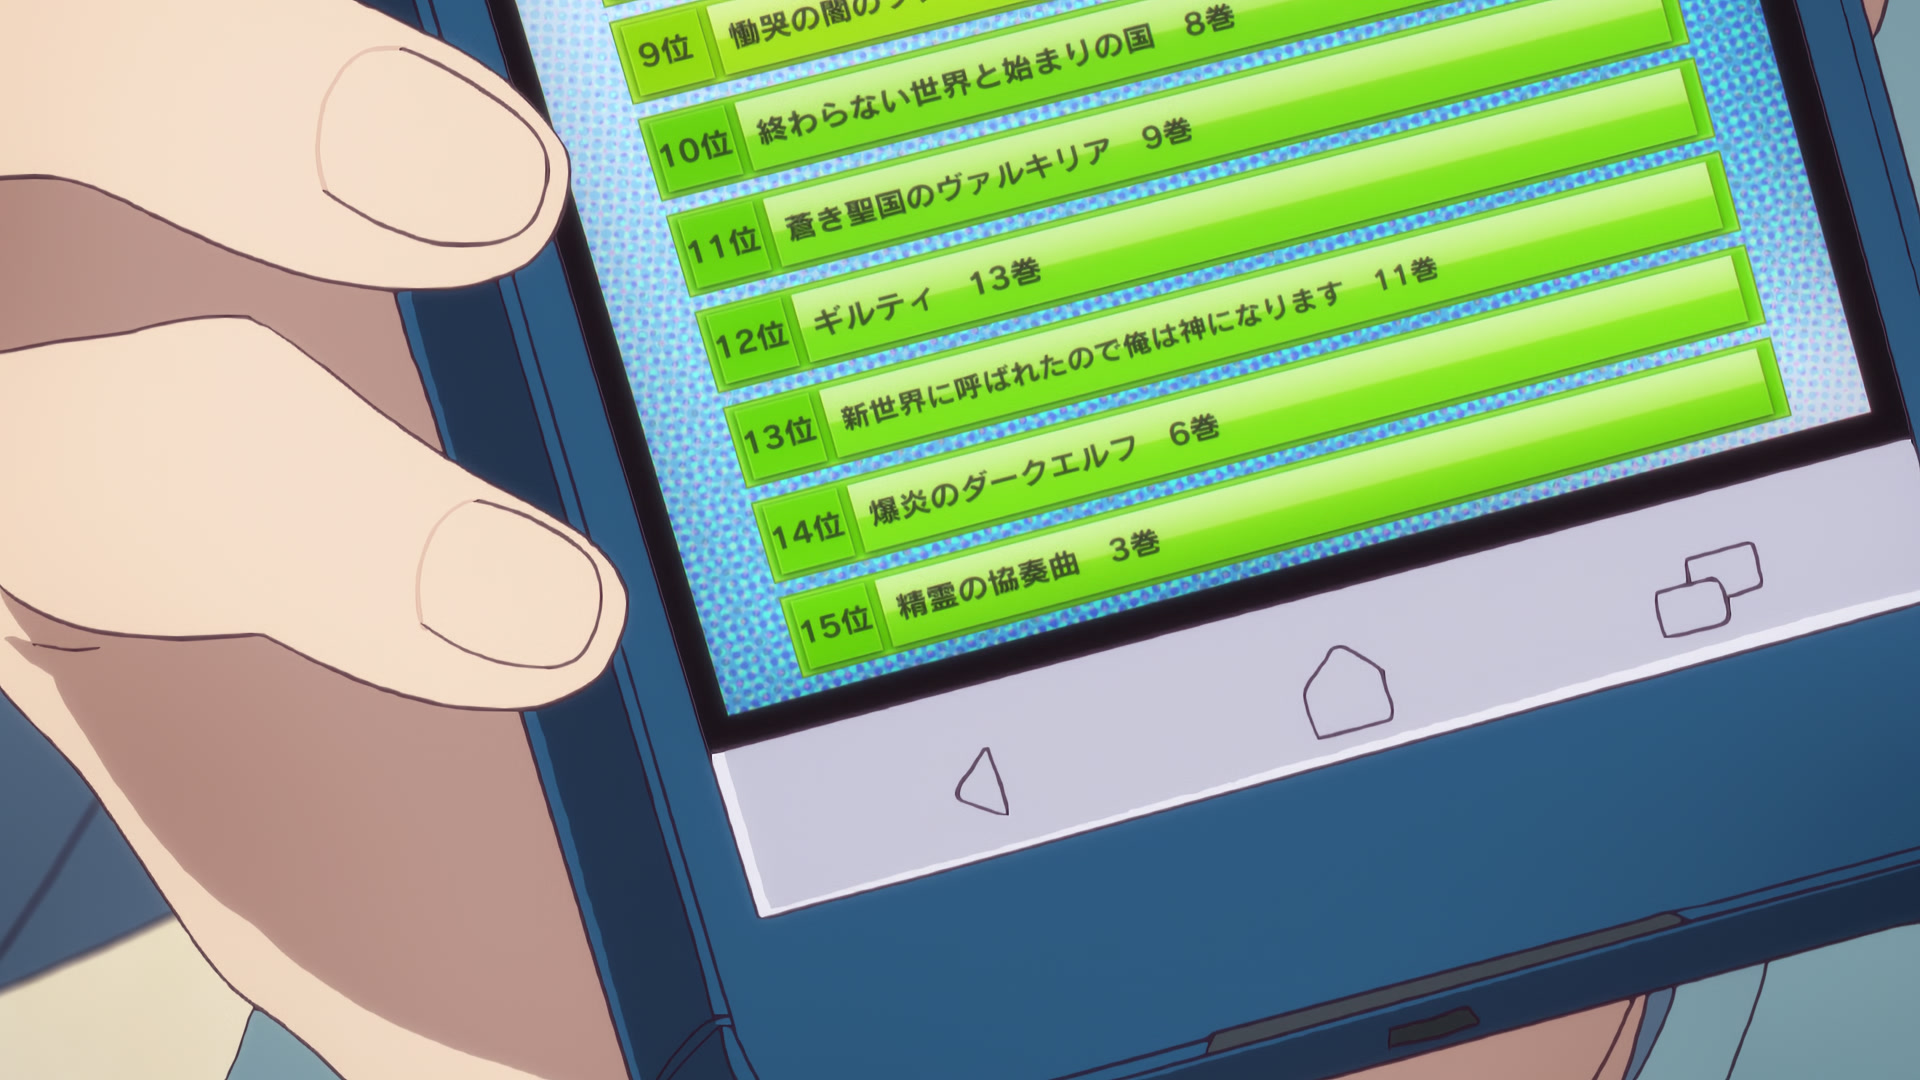 9位 慟哭の闇の
10位 終わらない世界と始まりの国 8巻
11位 蒼き聖国のヴァルキリア 9巻
12位 ギルティ 13巻
13位 新世界に呼ばれたので俺は神になります 11巻
14位 爆炎のダークエルフ 6巻
15位 精霊の協奏曲 3巻